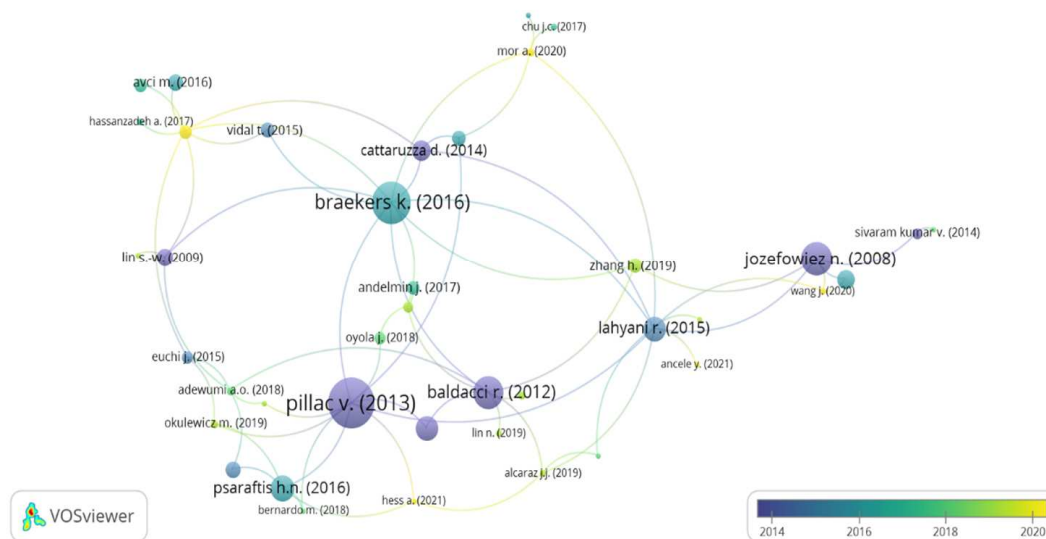 chu j.c. (2017)
mor a. (2020)
avci m. (2016)
hassanzadeh a. (2017)
vidal t. (2015)
cattaruzza d. (2014)
braekers k. (2016)
sivaram kumar v. (2014)
lin s.-w. (2009)
zhang h. (2019)
jozefowiez n. (2008)
andelmin j. (2017)
wang j. (2020)
oyola j. (2018)
lahyani r. (2015)
euchi j. (2015)
ancele y. (2021)
adewumi a.o. (2018)
baldacci r. (2012)
pillac v. (2013)
okulewicz m. (2019)
lin n. (2019)
alcaraz j.j. (2019)
psaraftis h.n. (2016)
hess a. (2021)
bernardo m. (2018)
VOSviewer
2014 2016 2018 2020